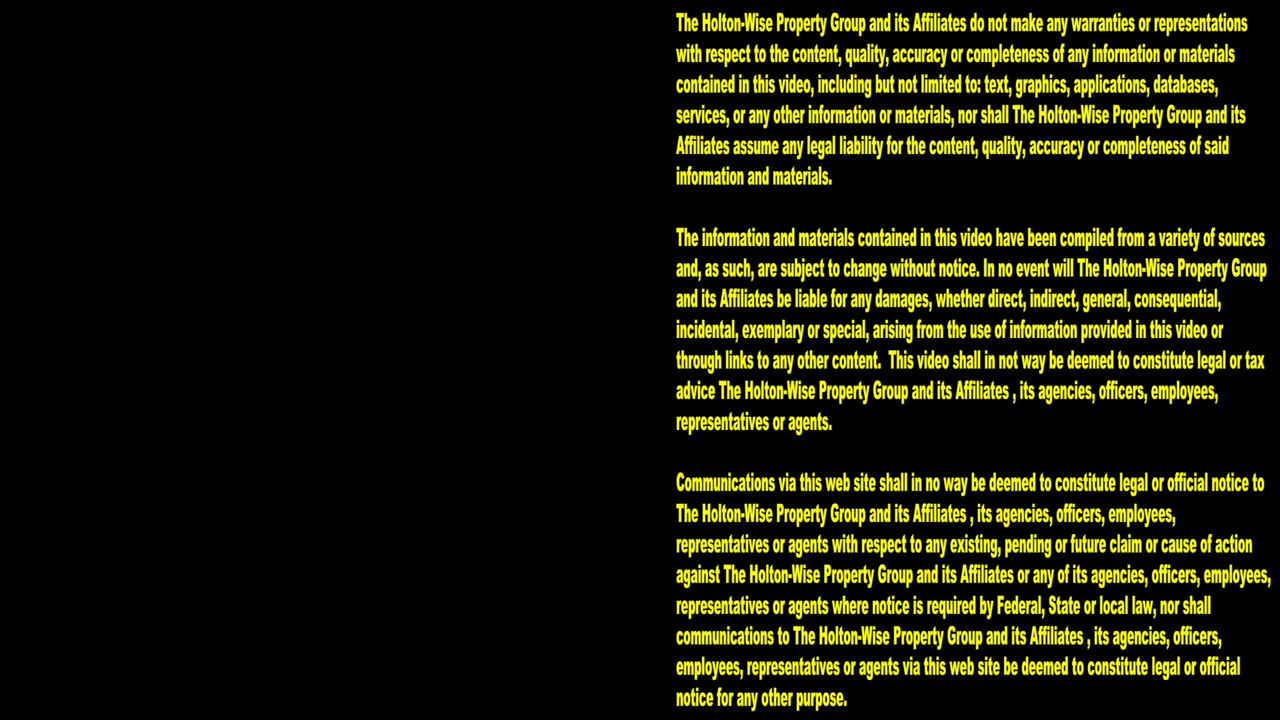 The Holton-Wise Property Group and its Affiliates do not make any warranties or representations
with respect to the content, quality, accuracy or completeness of any information or materials
contained in this video, including but not limited to: text, graphics, applications, databases,
services, or any other information or materials, nor shall The Holton-Wise Property Group and its
Affiliates assume any legal liability for the content, quality, accuracy or completeness of said
information and materials.
The information and materials contained in this video have been compiled from a variety of sources
and, as such, are subject to change without notice. In no event will The Holton-Wise Property Group
and its Affiliates be liable for any damages, whether direct, indirect, general, consequential,
incidental, exemplary or special, arising from the use of information provided in this video or
through links to any other content.  This video shall in not way be deemed to constitute legal or tax
advice The Holton-Wise Property Group and its Affiliates , its agencies, officers, employees,
representatives or agents.
Communications via this web site shall in no way be deemed to constitute legal or official notice to
The Holton-Wise Property Group and its Affiliates , its agencies, officers, employees,
representatives or agents with respect to any existing, pending or future claim or cause of action
against The Holton-Wise Property Group and its Affiliates or any of its agencies, officers, employees,
representatives or agents where notice is required by Federal, State or local law, nor shall
communications to The Holton-Wise Property Group and its Affiliates , its agencies, officers,
employees, representatives or agents via this web site be deemed to constitute legal or official
notice for any other purpose.